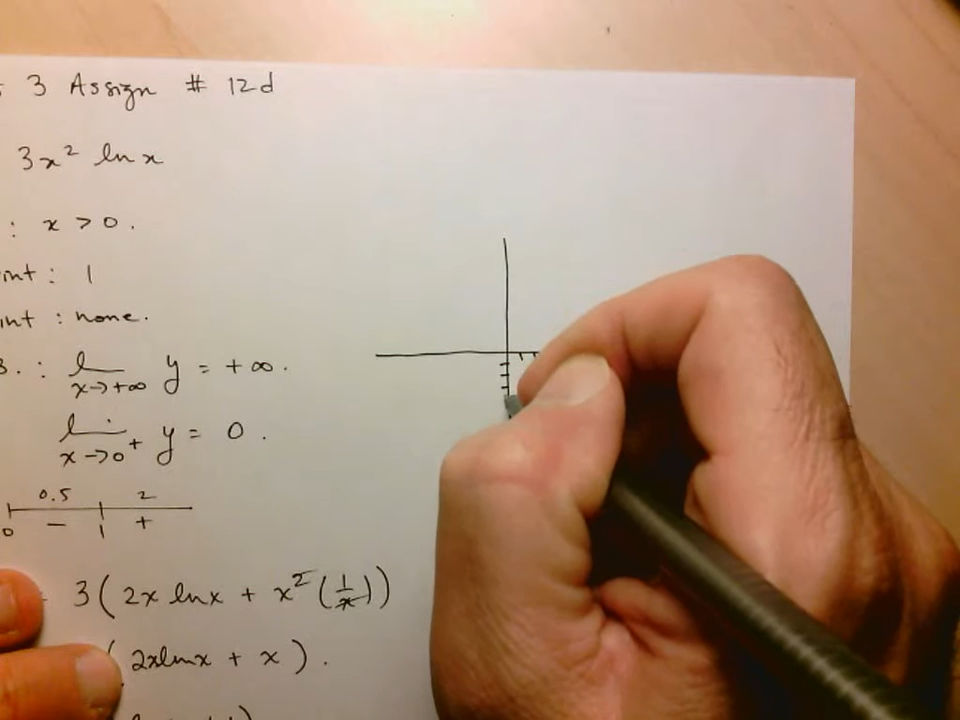 3 Assign # 12d
3x² ln x
: x > 0.
int : 1
int : none.
. : lim x→+∞ y = +∞.
lim x→0⁺ y = 0.
0.5 2
0 − 1 +
3(2x ln x + x² (1/x))
(2x ln x + x).